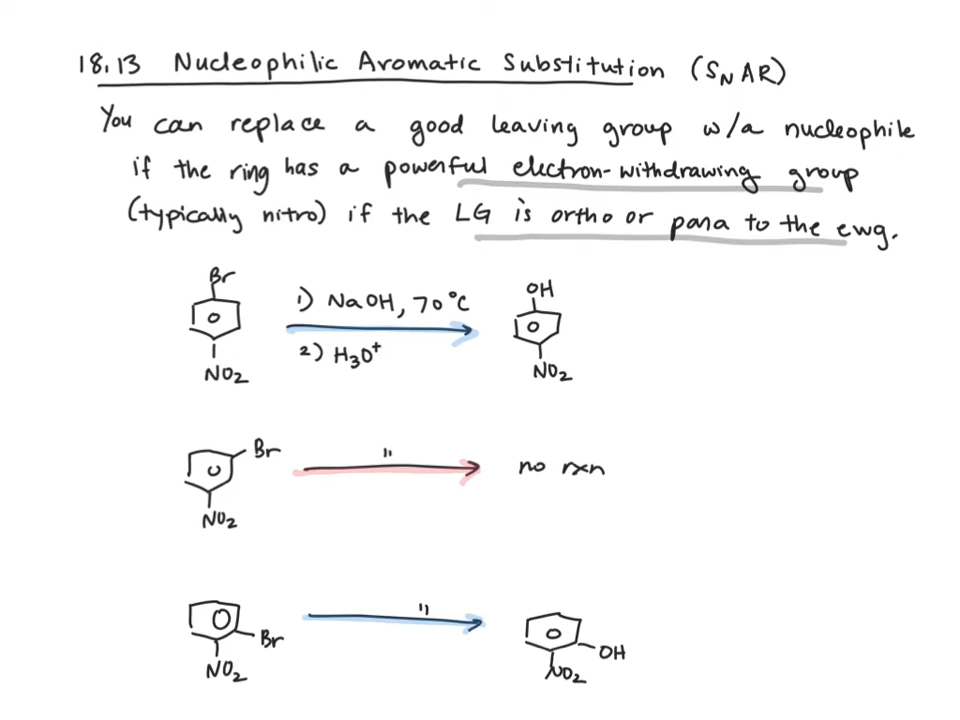 18.13 Nucleophilic Aromatic Substitution (SNAR)
You can replace a good leaving group w/a nucleophile
if the ring has a powerful electron-withdrawing group
(typically nitro) if the LG is ortho or para to the ewg.
Br
1) NaOH, 70°C
OH
2) H3O+
NO2
NO2
Br
"
no rxn
NO2
"
Br
OH
NO2
NO2